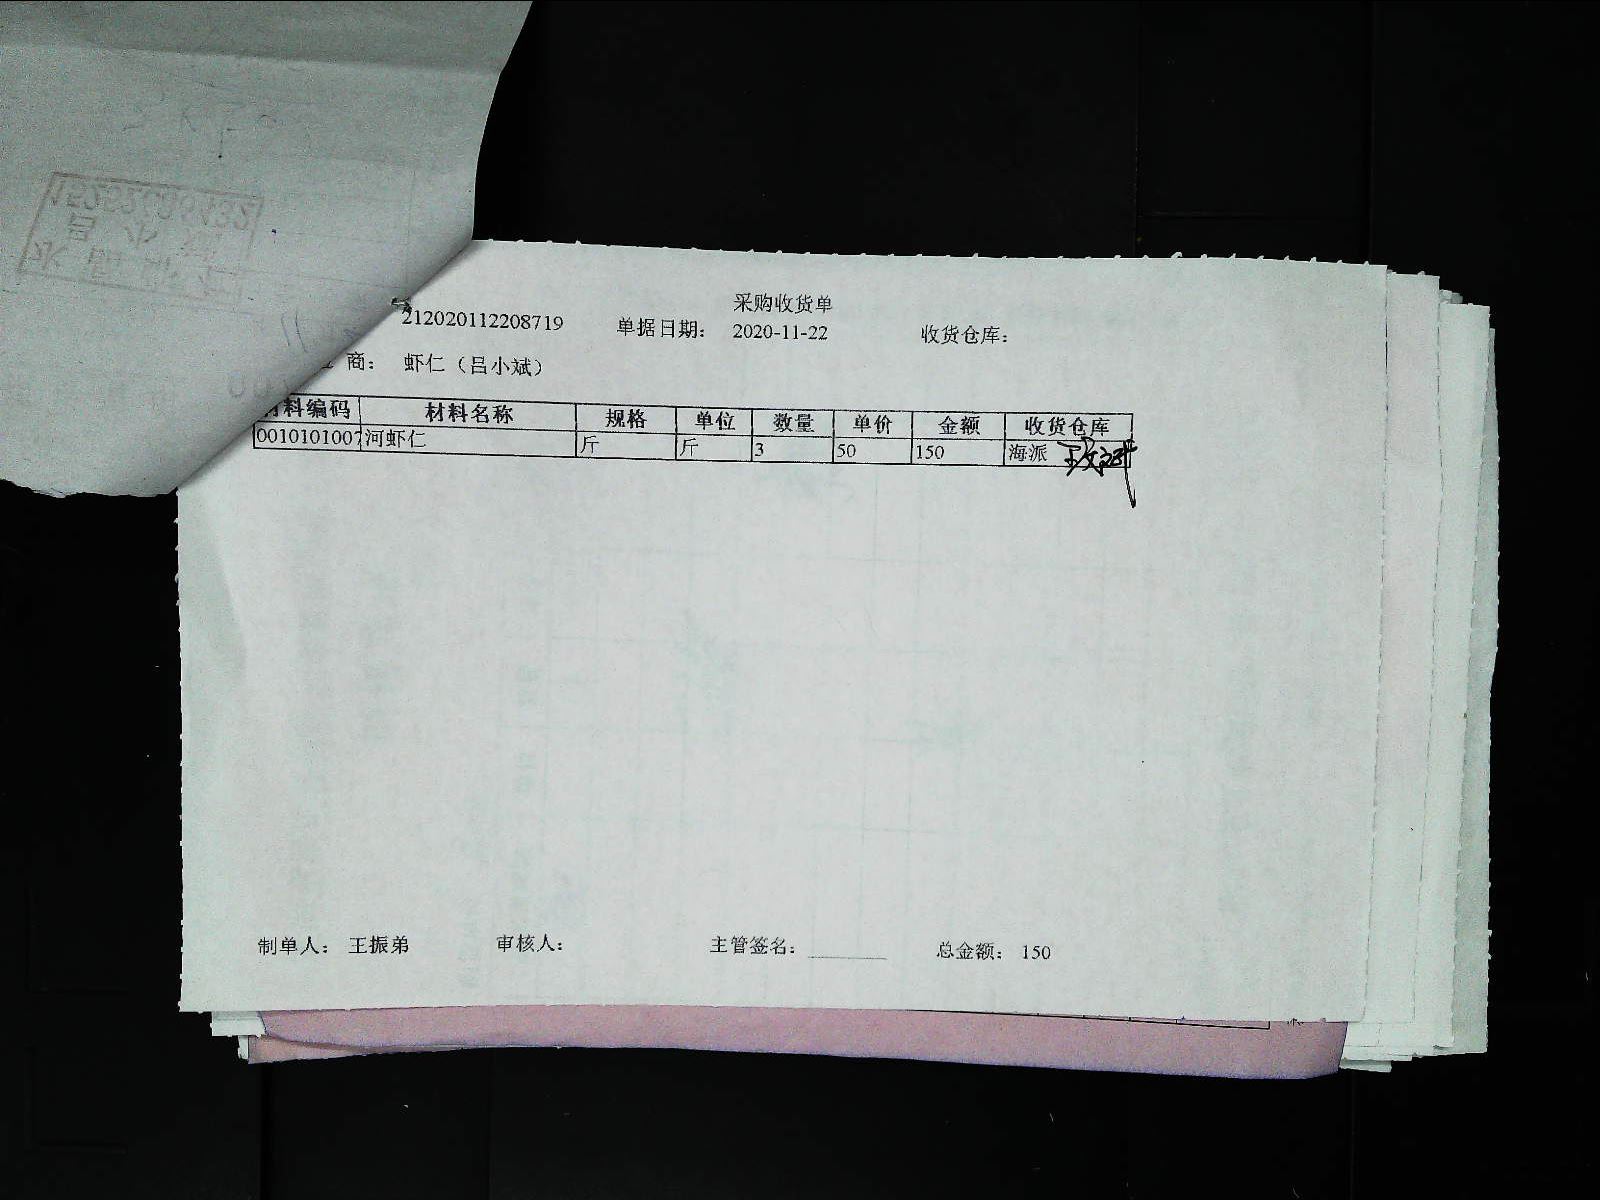 采购收货单
212020112208719 单据日期： 2020-11-22 收货仓库：
商： 虾仁（吕小斌）
材料编码 材料名称 规格 单位 数量 单价 金额 收货仓库
0010101007 河虾仁 斤 斤 3 50 150 海派
制单人： 王振弟 审核人： 主管签名： 总金额： 150